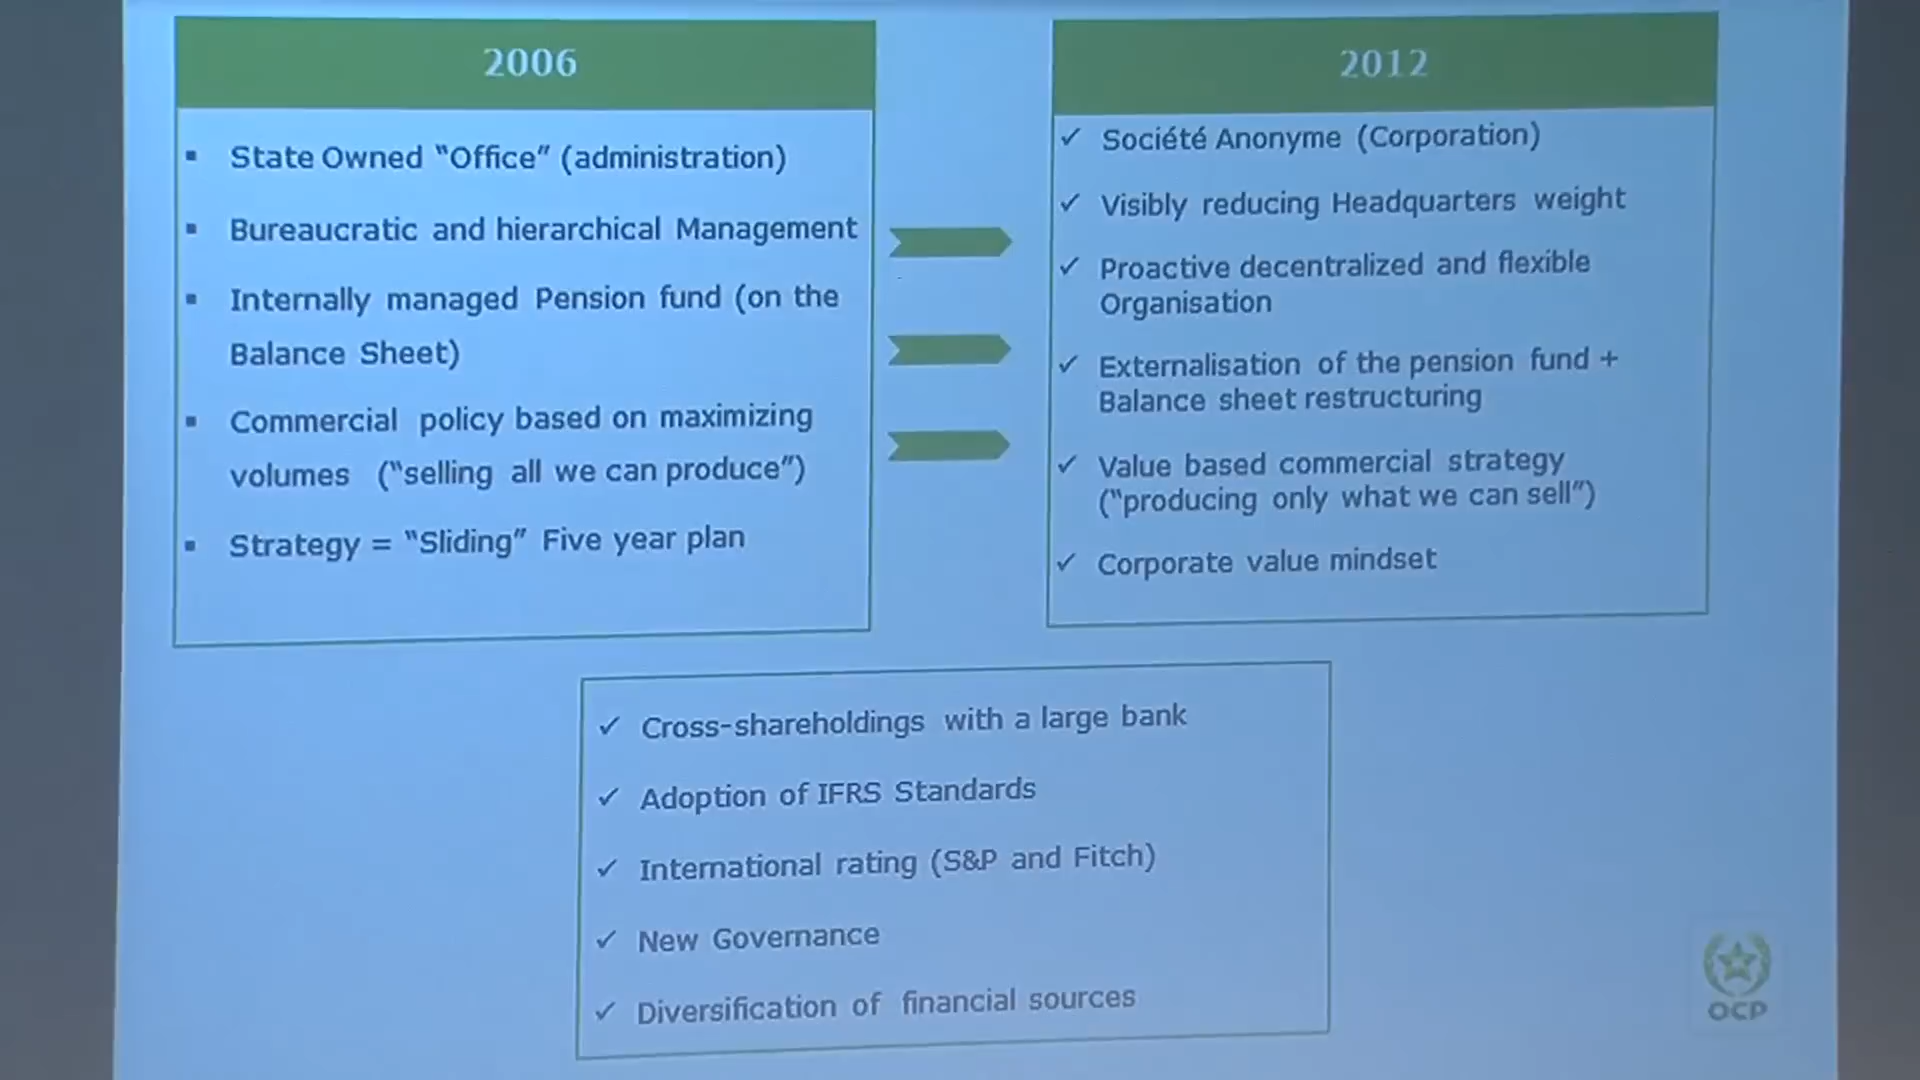 2006
State Owned “Office” (administration)
Bureaucratic and hierarchical Management
Internally managed Pension fund (on the
Balance Sheet)
Commercial policy based on maximizing
volumes (“selling all we can produce”)
Strategy = “Sliding” Five year plan
2012
Société Anonyme (Corporation)
Visibly reducing Headquarters weight
Proactive decentralized and flexible
Organisation
Externalisation of the pension fund +
Balance sheet restructuring
Value based commercial strategy
(“producing only what we can sell”)
Corporate value mindset
Cross-shareholdings with a large bank
Adoption of IFRS Standards
International rating (S&P and Fitch)
New Governance
Diversification of financial sources
OCP